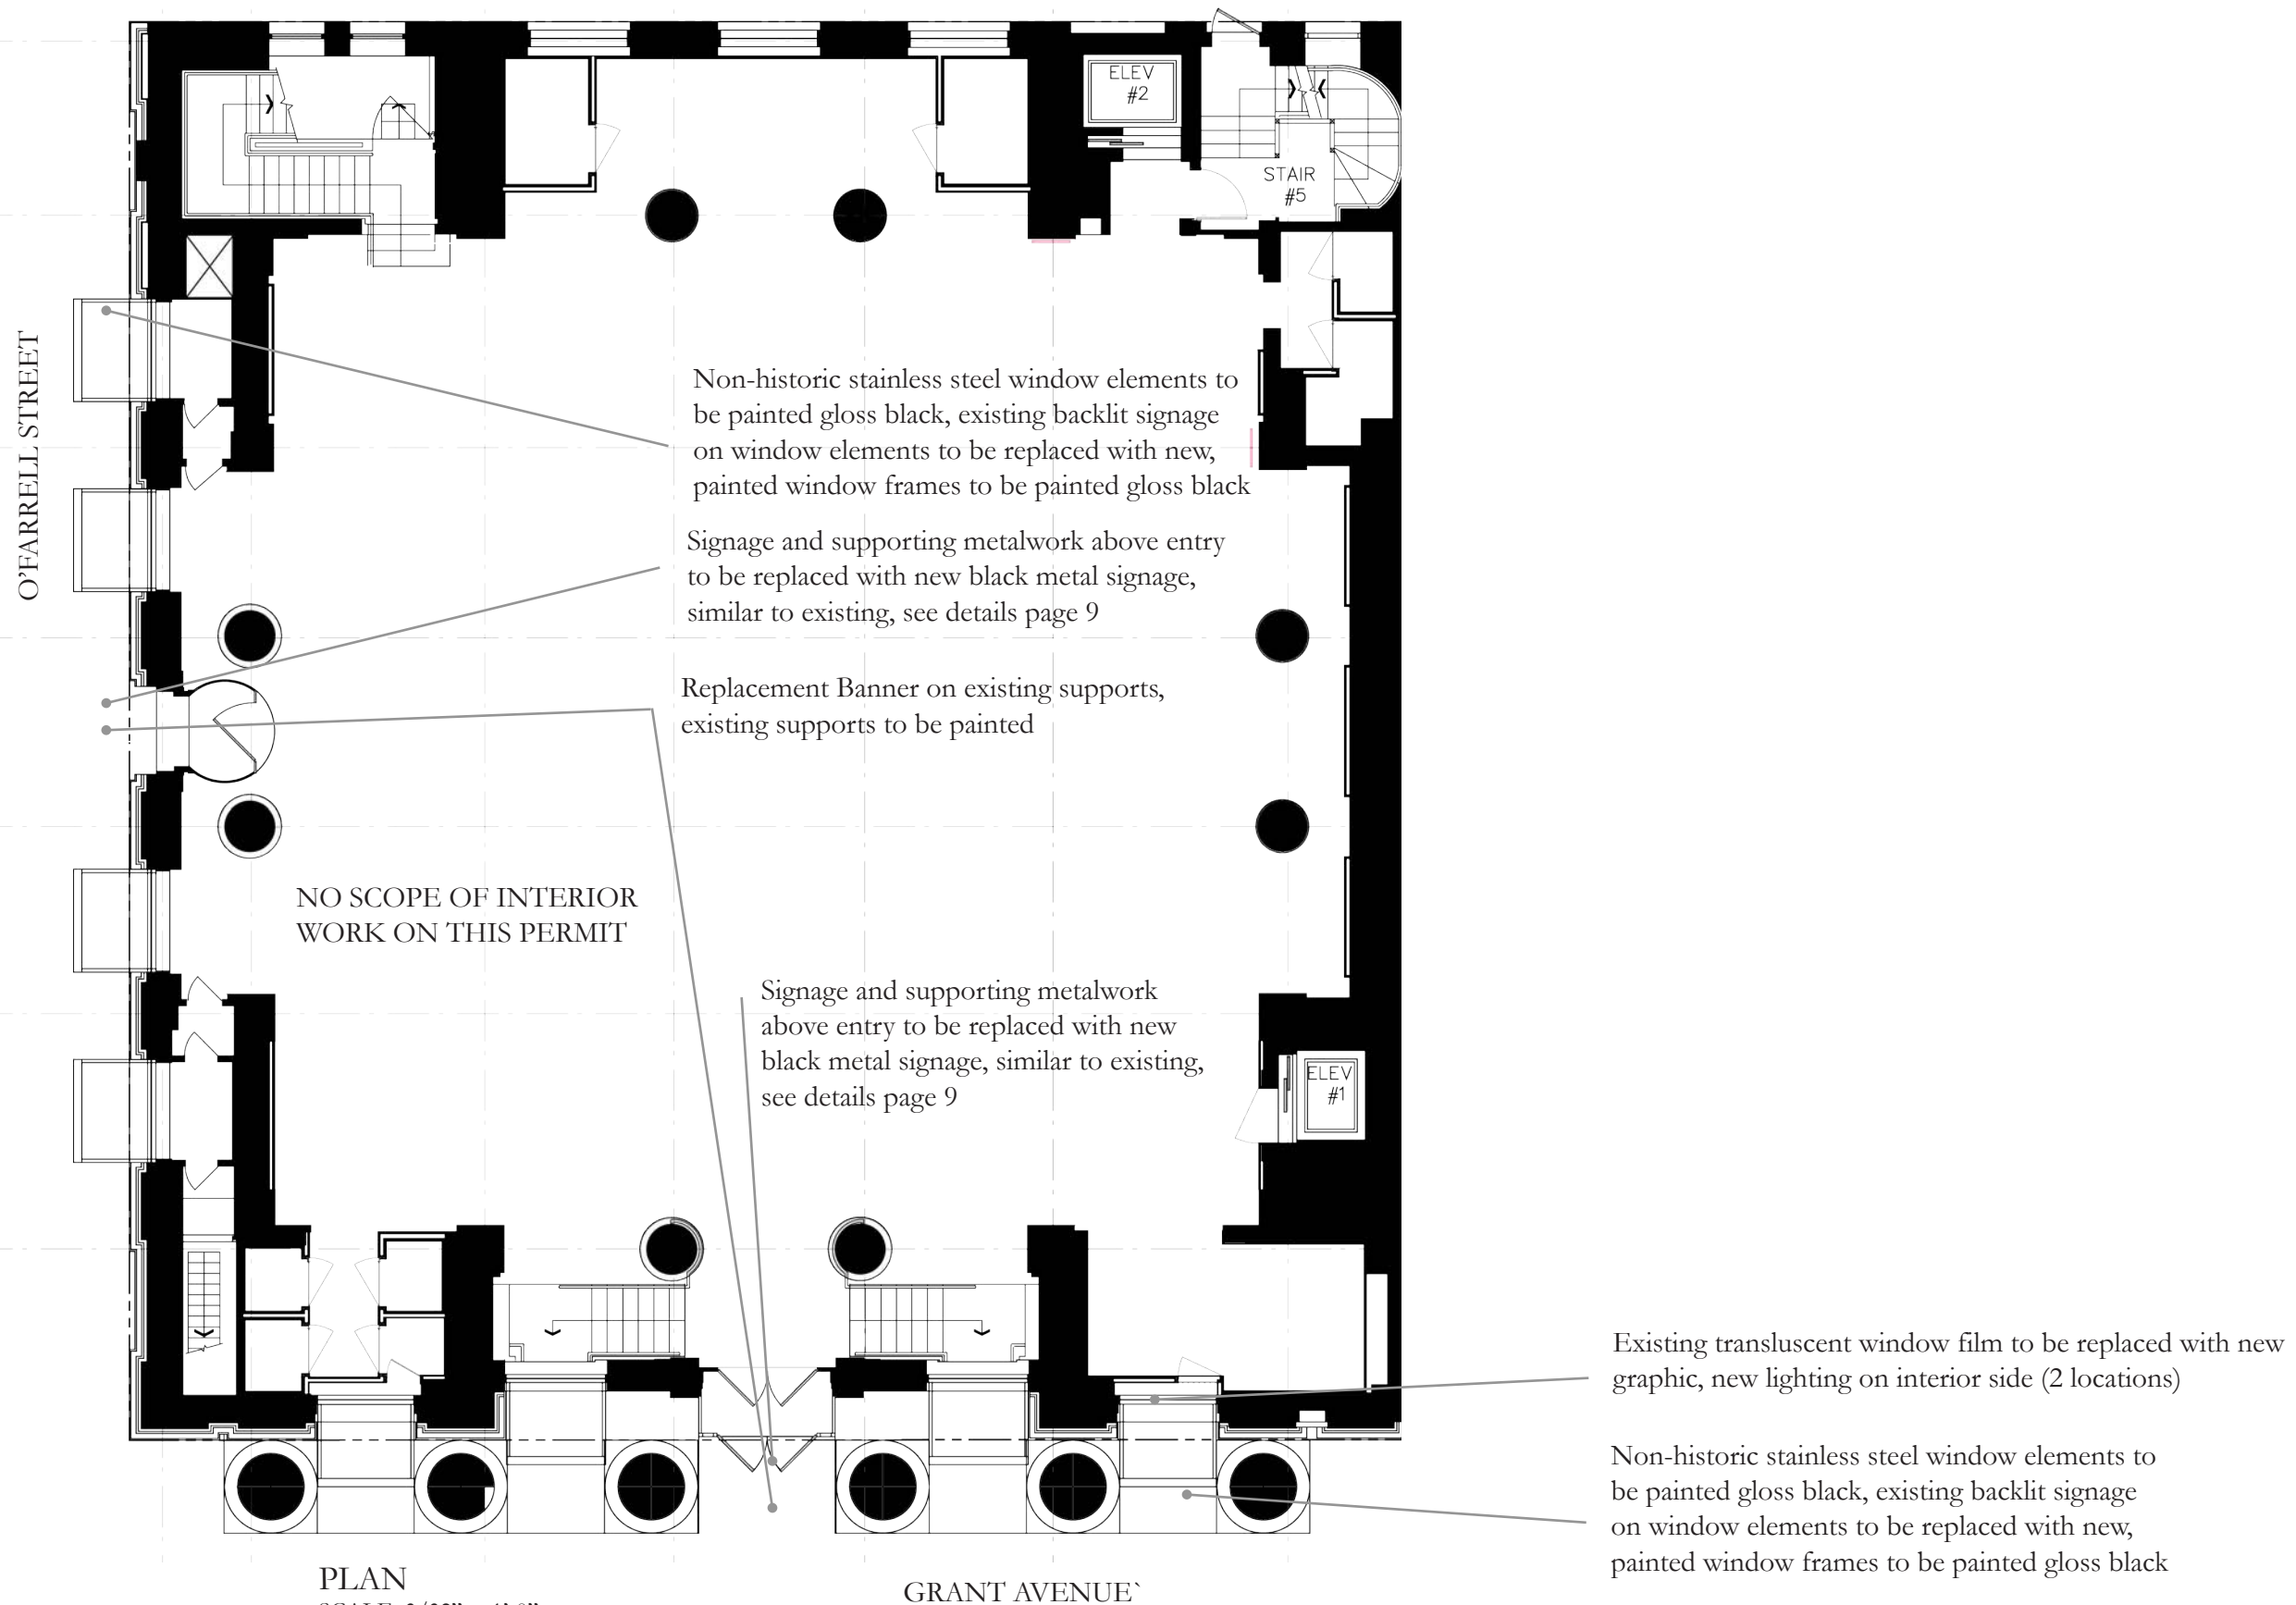 ELEV
#2
STAIR
#5
O'FARRELL STREET
Non-historic stainless steel window elements to
be painted gloss black, existing backlit signage
on window elements to be replaced with new,
painted window frames to be painted gloss black
Signage and supporting metalwork above entry
to be replaced with new black metal signage,
similar to existing, see details page 9
Replacement Banner on existing supports,
existing supports to be painted
NO SCOPE OF INTERIOR
WORK ON THIS PERMIT
Signage and supporting metalwork
above entry to be replaced with new
black metal signage, similar to existing,
see details page 9
ELEV
#1
Existing transluscent window film to be replaced with new
graphic, new lighting on interior side (2 locations)
Non-historic stainless steel window elements to
be painted gloss black, existing backlit signage
on window elements to be replaced with new,
painted window frames to be painted gloss black
PLAN
GRANT AVENUE`